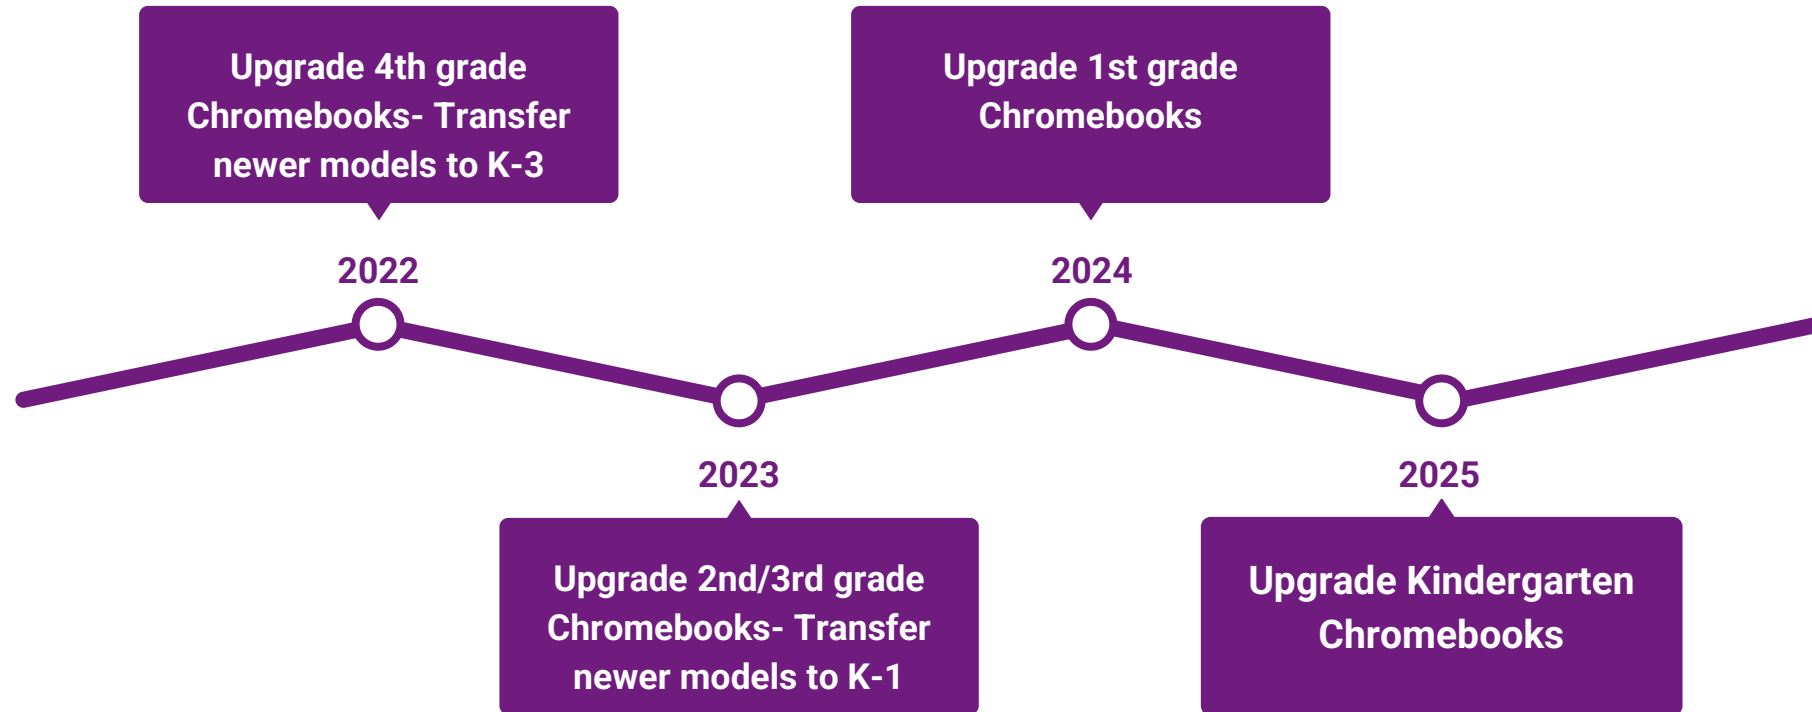 Upgrade 4th grade
Chromebooks- Transfer
newer models to K-3
2022
2023
Upgrade 2nd/3rd grade
Chromebooks- Transfer
newer models to K-1
Upgrade 1st grade
Chromebooks
2024
2025
Upgrade Kindergarten
Chromebooks